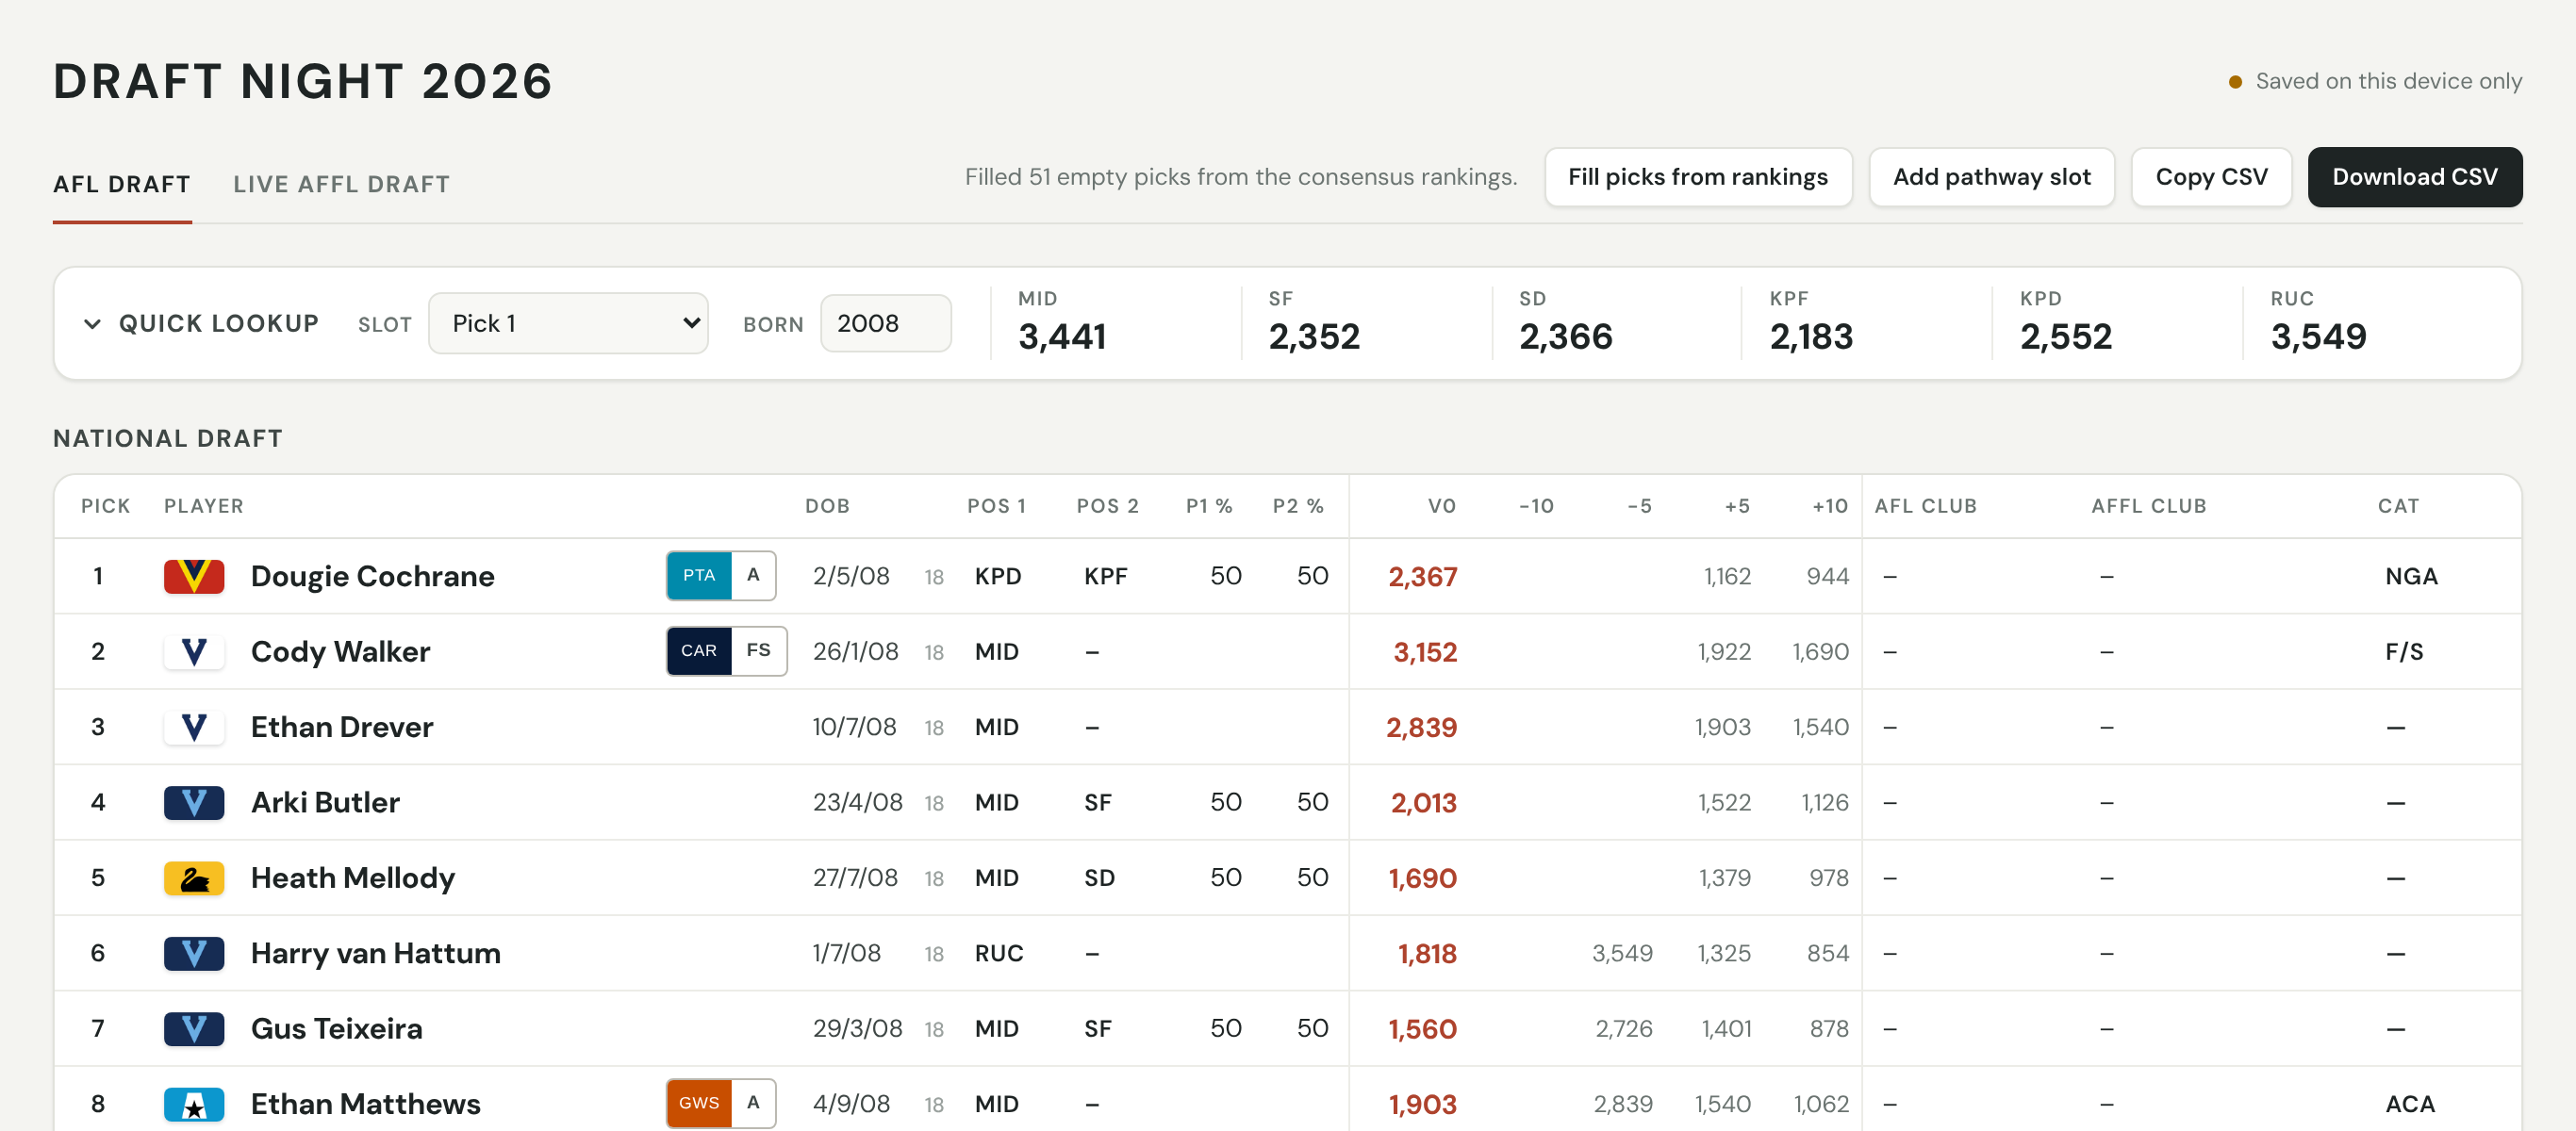 DRAFT NIGHT 2026
Saved on this device only
AFL DRAFT LIVE AFFL DRAFT Filled 51 empty picks from the consensus rankings. Fill picks from rankings Add pathway slot Copy CSV Download CSV
QUICK LOOKUP SLOT Pick 1 BORN 2008
MID 3,441
SF 2,352
SD 2,366
KPF 2,183
KPD 2,552
RUC 3,549
NATIONAL DRAFT
PICK PLAYER DOB POS 1 POS 2 P1 % P2 % V0 −10 −5 +5 +10 AFL CLUB AFFL CLUB CAT
1 Dougie Cochrane PTA A 2/5/08 18 KPD KPF 50 50 2,367 1,162 944 – – NGA
2 Cody Walker CAR FS 26/1/08 18 MID – 3,152 1,922 1,690 – – F/S
3 Ethan Drever 10/7/08 18 MID – 2,839 1,903 1,540 – – —
4 Arki Butler 23/4/08 18 MID SF 50 50 2,013 1,522 1,126 – – —
5 Heath Mellody 27/7/08 18 MID SD 50 50 1,690 1,379 978 – – —
6 Harry van Hattum 1/7/08 18 RUC – 1,818 3,549 1,325 854 – – —
7 Gus Teixeira 29/3/08 18 MID SF 50 50 1,560 2,726 1,401 878 – – —
8 Ethan Matthews GWS A 4/9/08 18 MID – 1,903 2,839 1,540 1,062 – – ACA